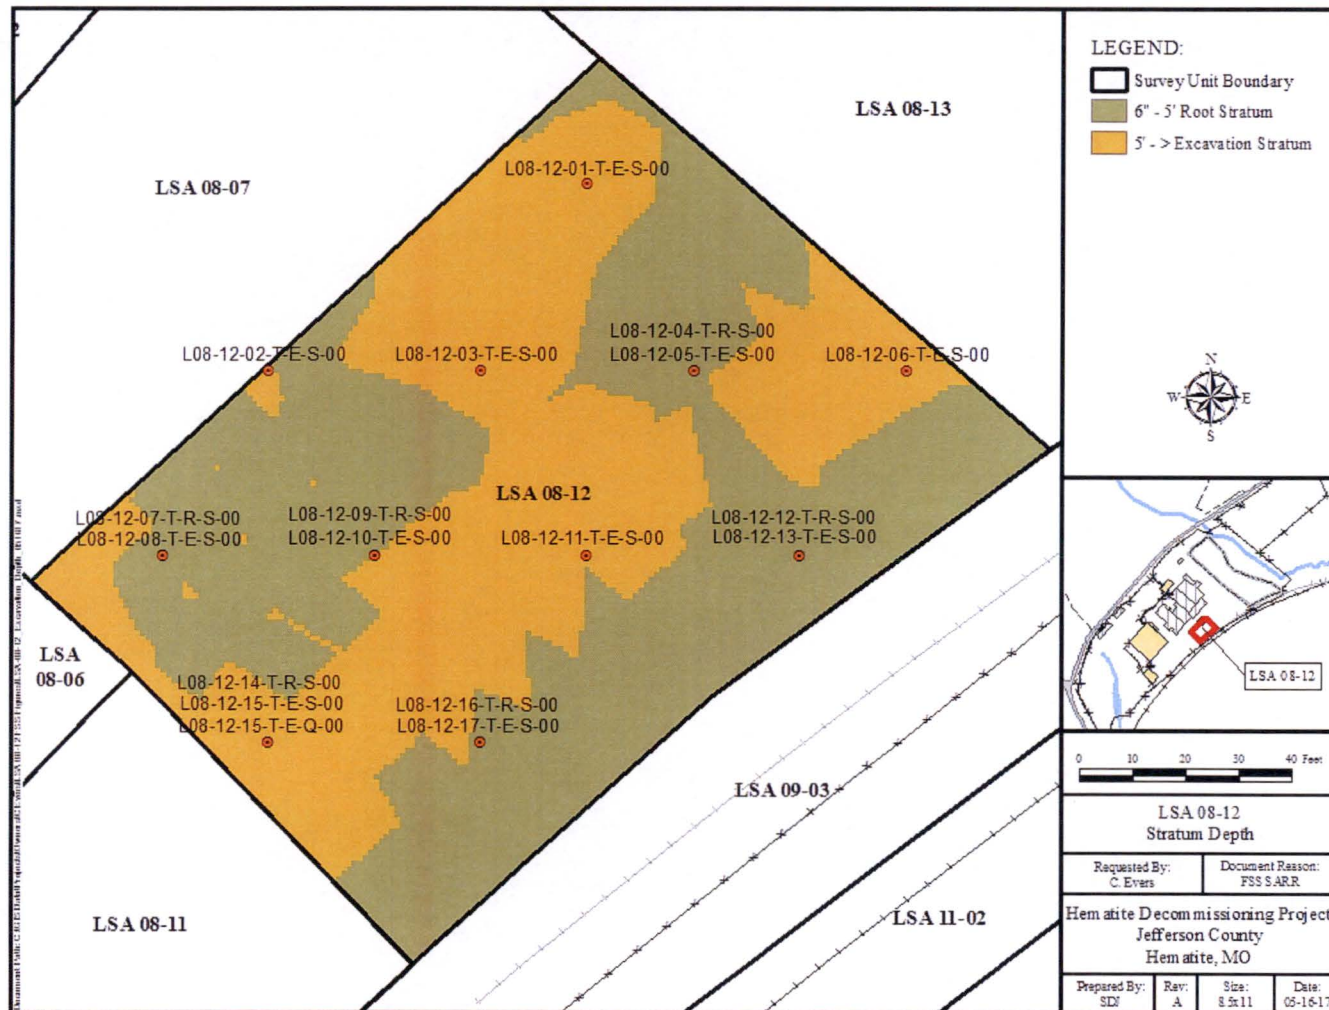 2
LSA 08-13
LSA 08-07
L08-12-01-T-E-S-00
L08-12-04-T-R-S-00
L08-12-02-T-E-S-00
L08-12-03-T-E-S-00
L08-12-05-T-E-S-00
L08-12-06-T-E-S-00
LSA 08-12
L08-12-07-T-R-S-00
L08-12-08-T-E-S-00
L08-12-09-T-R-S-00
L08-12-10-T-E-S-00
L08-12-11-T-E-S-00
L08-12-12-T-R-S-00
L08-12-13-T-E-S-00
LSA
08-06
L08-12-14-T-R-S-00
L08-12-15-T-E-S-00
L08-12-15-T-E-Q-00
L08-12-16-T-R-S-00
L08-12-17-T-E-S-00
LSA 09-03
LSA 08-11
LSA 11-02
LEGEND:
Survey Unit Boundary
6" - 5' Root Stratum
5' - > Excavation Stratum
N
W E
S
LSA 08-12
0 10 20 30 40 Feet
LSA 08-12
Stratum Depth
Requested By:
C. Evers
Document Reason:
FSS SARR
Hematite Decommissioning Project
Jefferson County
Hematite, MO
Prepared By:
SDJ
Rev:
A
Size:
8.5x11
Date:
05-16-17